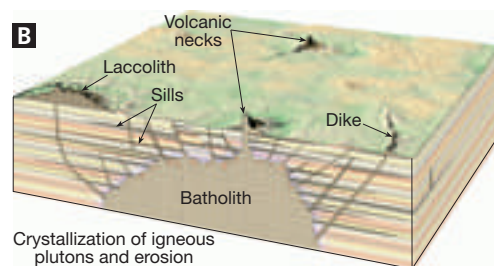 B
Volcanic
necks
Laccolith
Sills
Dike
Batholith
Crystallization of igneous
plutons and erosion